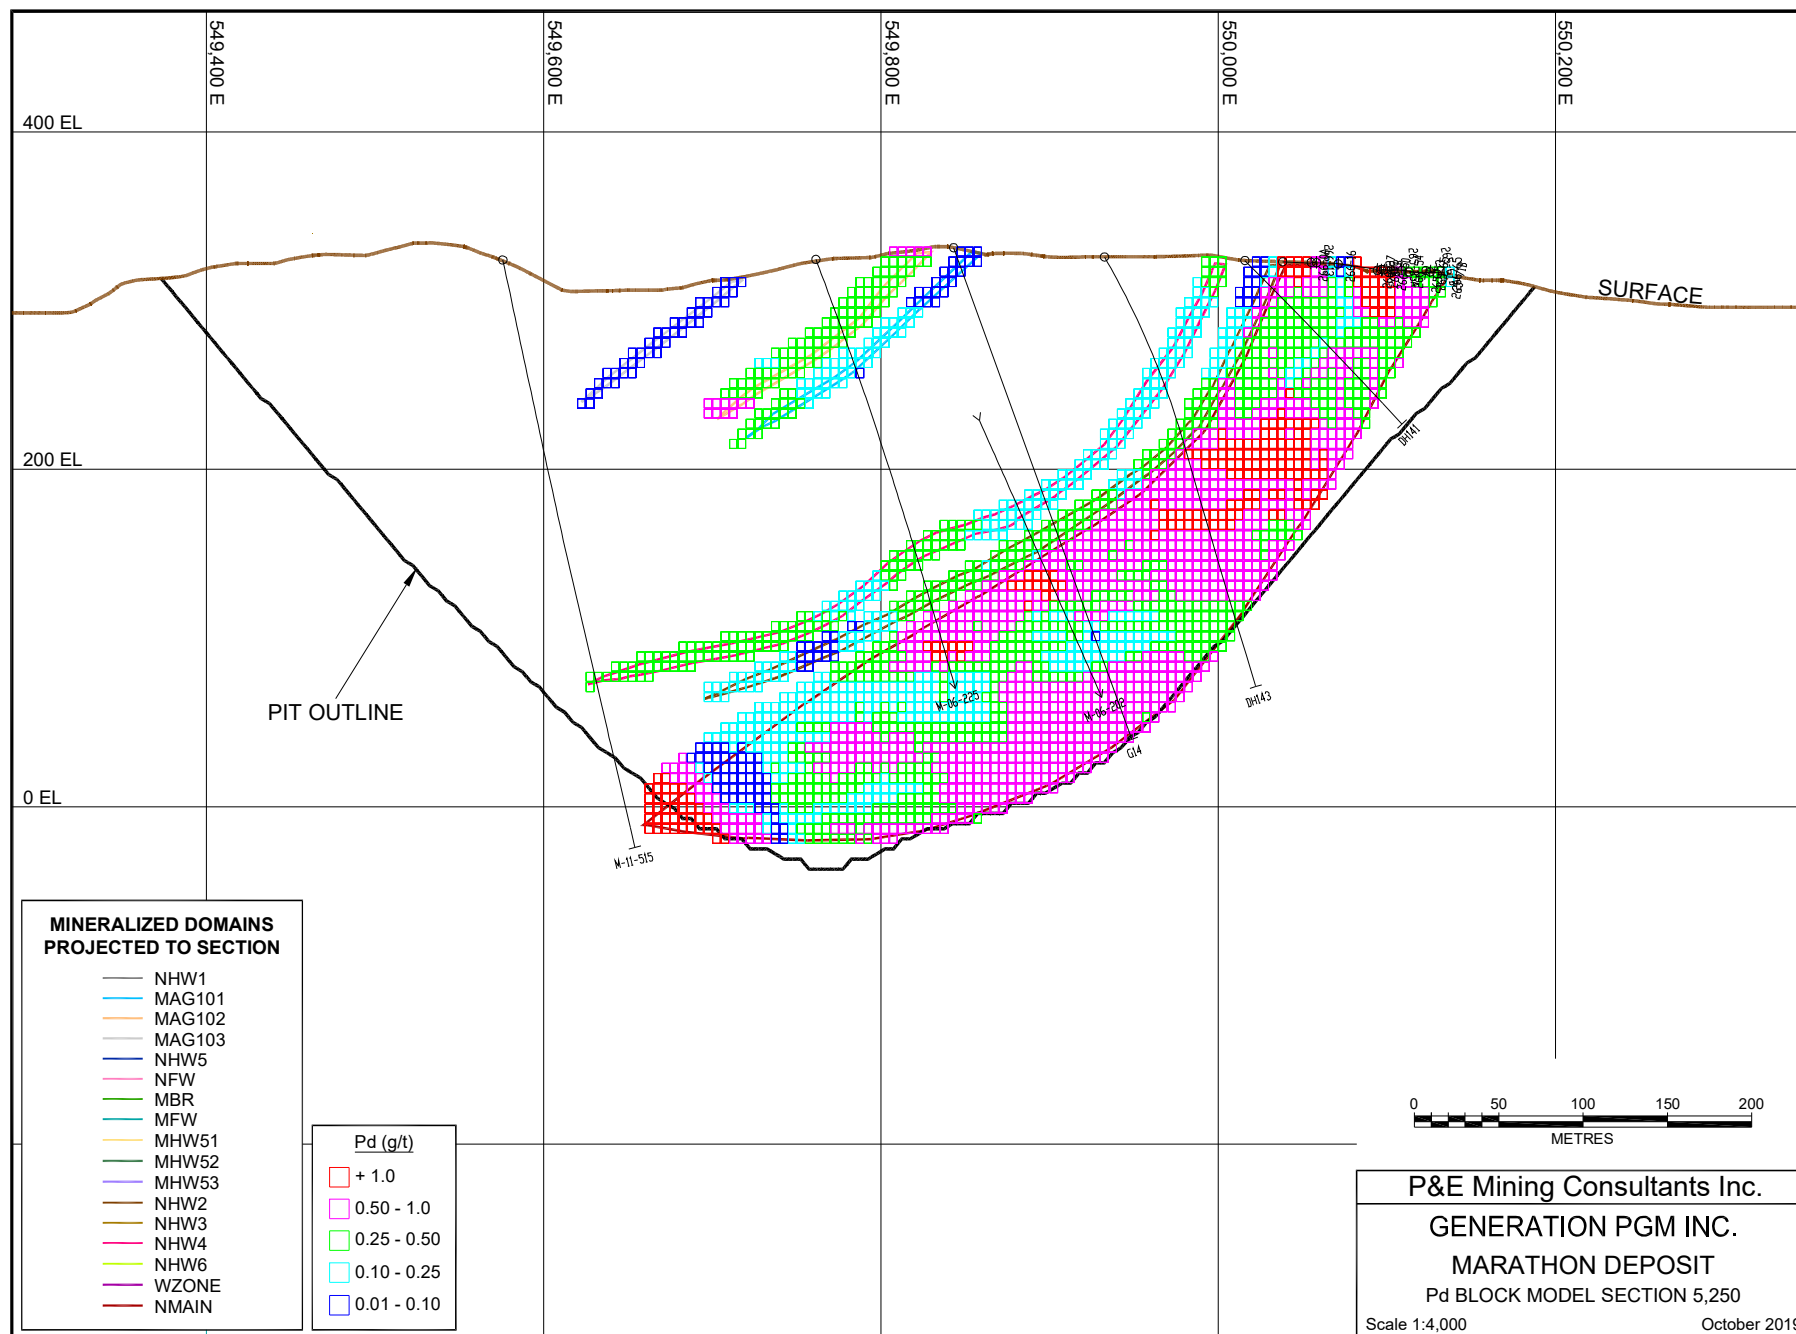 549,400 E
549,600 E
549,800 E
550,000 E
550,200 E
400 EL
200 EL
0 EL
SURFACE
PIT OUTLINE
DH141
M-06-225
DH143
G14
M-11-515
MINERALIZED DOMAINS
PROJECTED TO SECTION
NHW1
MAG101
MAG102
MAG103
NHW5
NFW
MBR
MFW
MHW51
MHW52
MHW53
NHW2
NHW3
NHW4
NHW6
WZONE
NMAIN
Pd (g/t)
+ 1.0
0.50 - 1.0
0.25 - 0.50
0.10 - 0.25
0.01 - 0.10
0 50 100 150 200
METRES
P&E Mining Consultants Inc.
GENERATION PGM INC.
MARATHON DEPOSIT
Pd BLOCK MODEL SECTION 5,250
Scale 1:4,000 October 2019